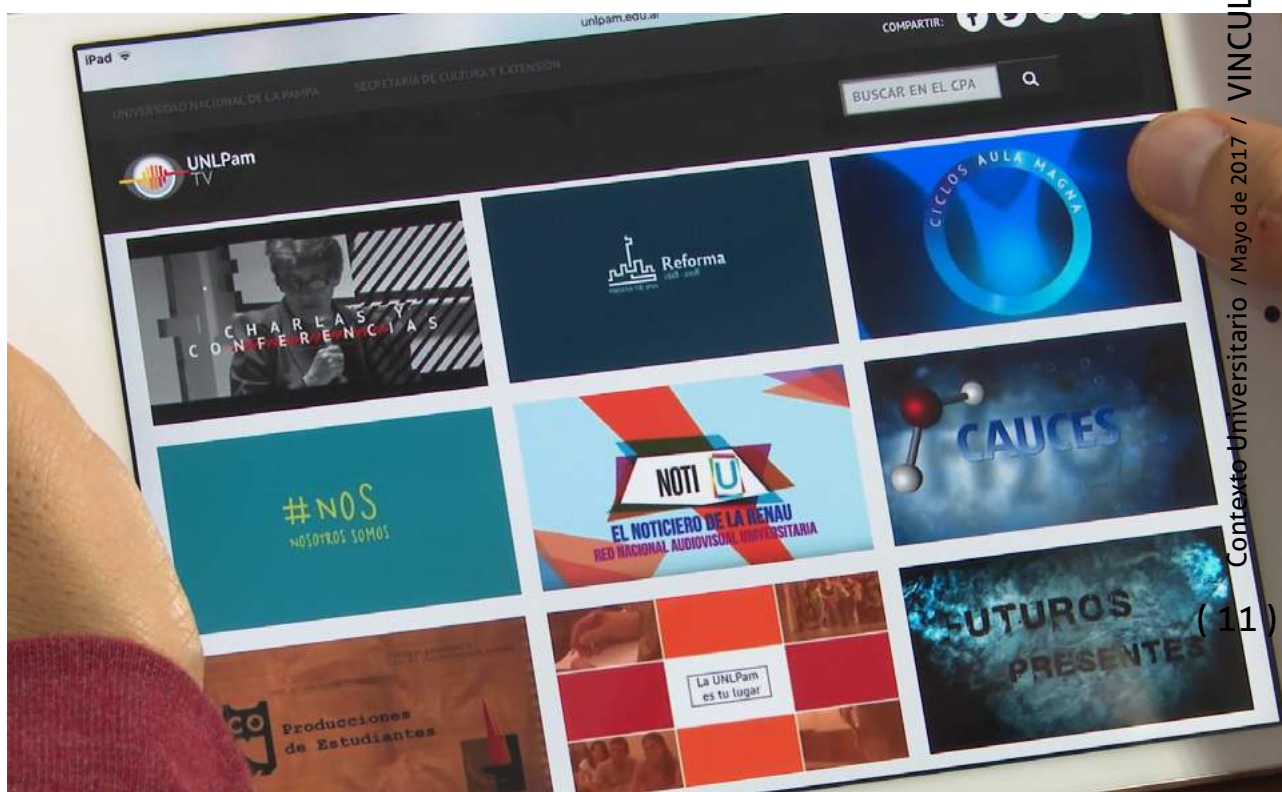 iPad
unlpam.edu.ar
COMPARTIR:
UNIVERSIDAD NACIONAL DE LA PAMPA
SECRETARÍA DE CULTURA Y EXTENSIÓN
BUSCAR EN EL CPA
UNLPam
TV
CHARLAS Y
CONFERENCIAS
Reforma
CICLOS AULA MAGNA
#NOS
NOSOTROS SOMOS
NOTI U
EL NOTICIERO DE LA RENAU
RED NACIONAL AUDIOVISUAL UNIVERSITARIA
CAUCES
Producciones
de Estudiantes
La UNLPam
es tu lugar
FUTUROS
PRESENTES
Contexto Universitario / Mayo de 2017 / VINCUL
( 11 )